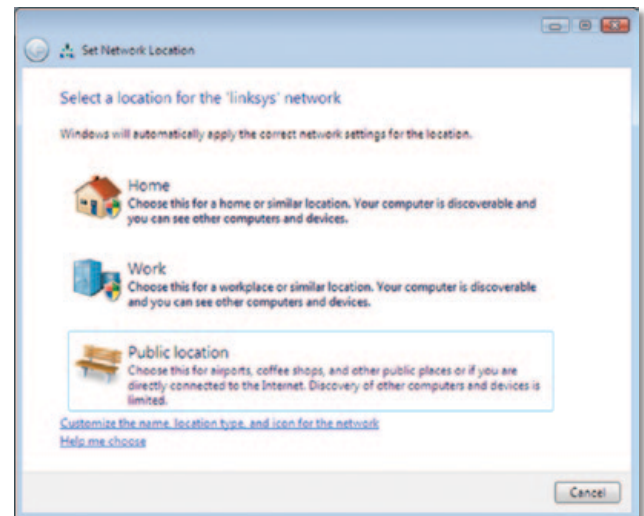 Set Network Location
Select a location for the 'linksys' network
Windows will automatically apply the correct network settings for the location.
Home
Choose this for a home or similar location. Your computer is discoverable and
you can see other computers and devices.
Work
Choose this for a workplace or similar location. Your computer is discoverable
and you can see other computers and devices.
Public location
Choose this for airports, coffee shops, and other public places or if you are
directly connected to the Internet. Discovery of other computers and devices is
limited.
Customize the name, location type, and icon for the network
Help me choose
Cancel